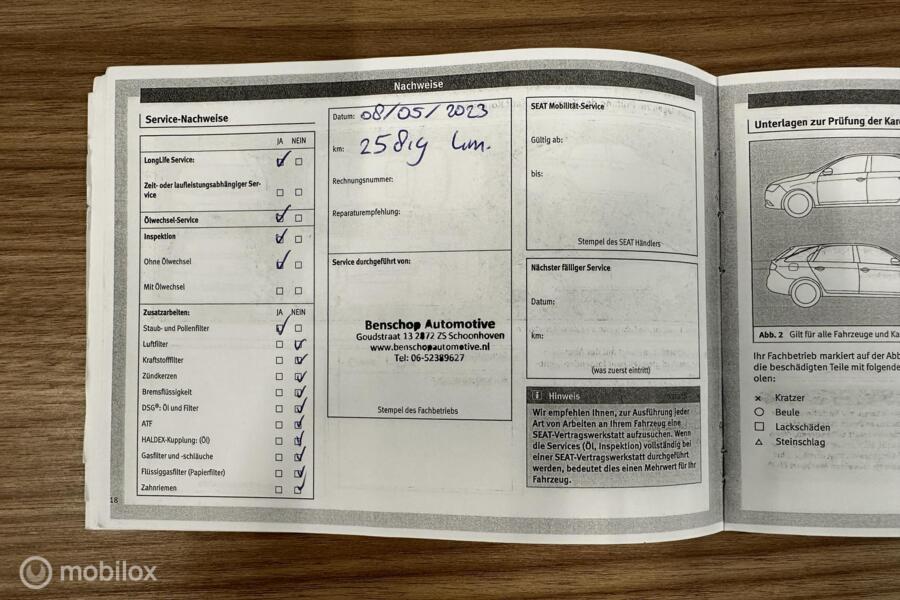 Nachweise
Service-Nachweise
JA NEIN
LongLife Service:
Zeit- oder laufleistungsabhängiger Ser-
vice
Ölwechsel-Service
Inspektion
Ohne Ölwechsel
Mit Ölwechsel
Zusatzarbeiten: JA NEIN
Staub- und Pollenfilter
Luftfilter
Kraftstofffilter
Zündkerzen
Bremsflüssigkeit
DSG®: Öl und Filter
ATF
HALDEX-Kupplung: (Öl)
Gasfilter und -schläuche
Flüssiggasfilter (Papierfilter)
Zahnriemen
18
Datum: 08/05/2023
km: 25819 km.
Rechnungsnummer:
Reparaturempfehlung:
Service durchgeführt von:
Benschop Automotive
Goudstraat 13 2872 ZS Schoonhoven
www.benschopautomotive.nl
Tel: 06-52389627
Stempel des Fachbetriebs
SEAT Mobilität-Service
Gültig ab:
bis:
Stempel des SEAT Händlers
Nächster fälliger Service
Datum:
km:
(was zuerst eintritt)
i Hinweis
Wir empfehlen Ihnen, zur Ausführung jeder
Art von Arbeiten an Ihrem Fahrzeug eine
SEAT-Vertragswerkstatt aufzusuchen. Wenn
die Services (Öl, Inspektion) vollständig bei
einer SEAT-Vertragswerkstatt durchgeführt
werden, bedeutet dies einen Mehrwert für Ihr
Fahrzeug.
Unterlagen zur Prüfung der Karo
Abb. 2 Gilt für alle Fahrzeuge und Ka
Ihr Fachbetrieb markiert auf der Abb
die beschädigten Teile mit folgende
olen:
× Kratzer
○ Beule
□ Lackschäden
△ Steinschlag
mobilox